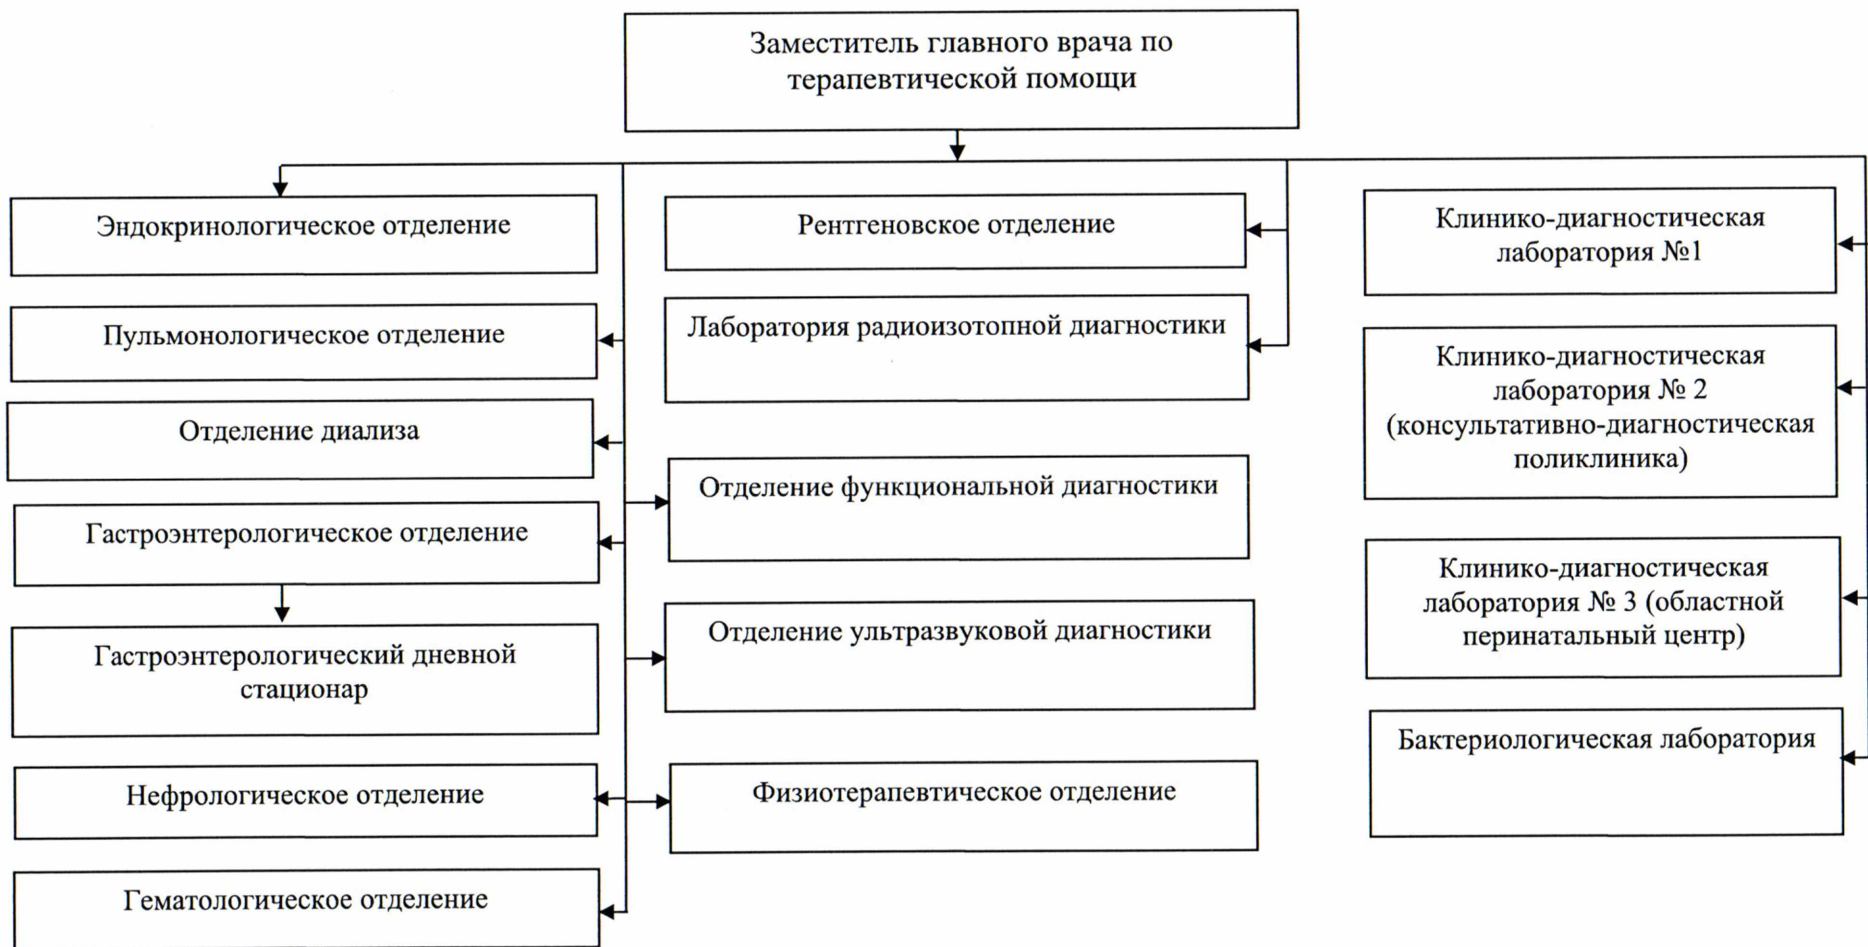 Заместитель главного врача по
терапевтической помощи
Эндокринологическое отделение
Пульмонологическое отделение
Отделение диализа
Гастроэнтерологическое отделение
Гастроэнтерологический дневной
стационар
Нефрологическое отделение
Гематологическое отделение
Рентгеновское отделение
Лаборатория радиоизотопной диагностики
Отделение функциональной диагностики
Отделение ультразвуковой диагностики
Физиотерапевтическое отделение
Клинико-диагностическая
лаборатория №1
Клинико-диагностическая
лаборатория № 2
(консультативно-диагностическая
поликлиника)
Клинико-диагностическая
лаборатория № 3 (областной
перинатальный центр)
Бактериологическая лаборатория